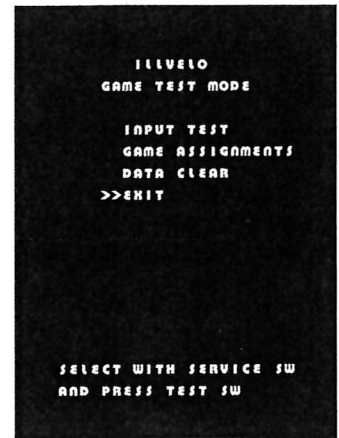 ILLVELO
GAME TEST MODE
INPUT TEST
GAME ASSIGNMENTS
DATA CLEAR
>>EXIT
SELECT WITH SERVICE SW
AND PRESS TEST SW